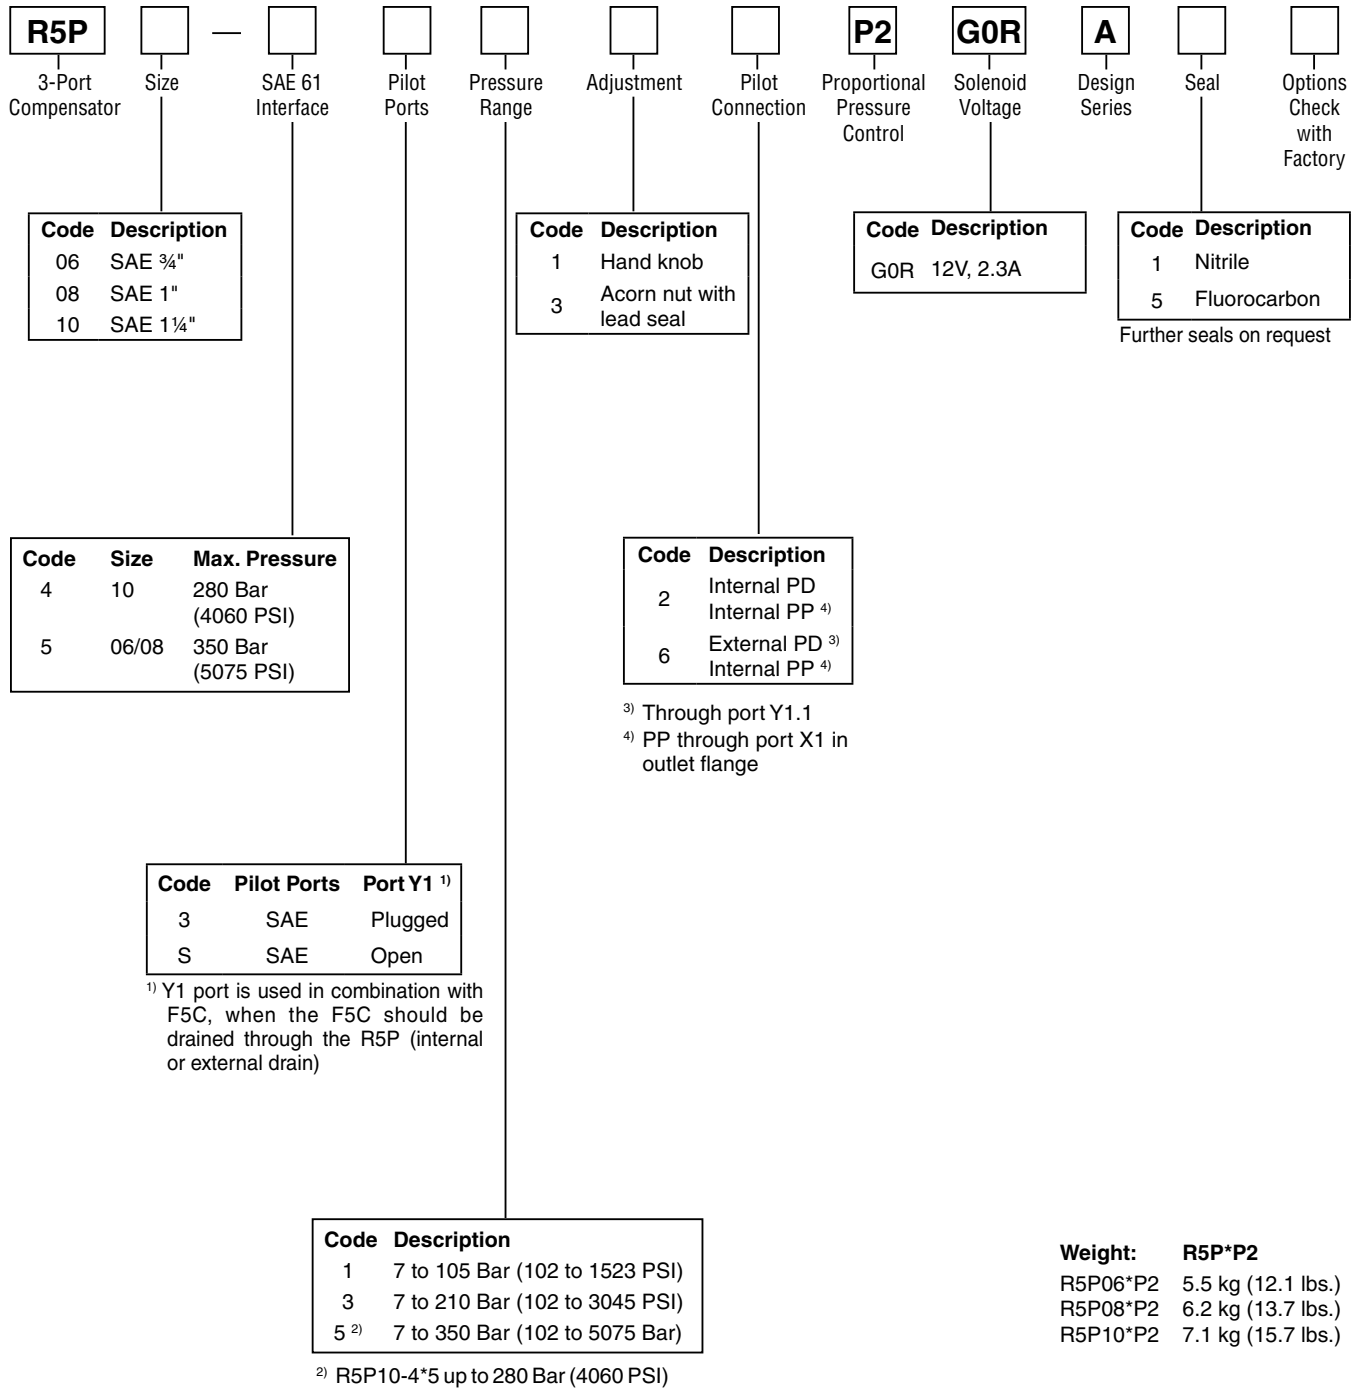 R5P — P2 G0R A
3-Port Compensator
Size
SAE 61 Interface
Pilot Ports
Pressure Range
Adjustment
Pilot Connection
Proportional Pressure Control
Solenoid Voltage
Design Series
Seal
Options Check with Factory
Code Description
06 SAE ¾"
08 SAE 1"
10 SAE 1¼"
Code Description
1 Hand knob
3 Acorn nut with
lead seal
Code Description
G0R 12V, 2.3A
Code Description
1 Nitrile
5 Fluorocarbon
Further seals on request
Code Size Max. Pressure
4 10 280 Bar
(4060 PSI)
5 06/08 350 Bar
(5075 PSI)
Code Description
2 Internal PD
Internal PP 4)
6 External PD 3)
Internal PP 4)
3) Through port Y1.1
4) PP through port X1 in
outlet flange
Code Pilot Ports Port Y1 1)
3 SAE Plugged
S SAE Open
1) Y1 port is used in combination with
F5C, when the F5C should be
drained through the R5P (internal
or external drain)
Code Description
1 7 to 105 Bar (102 to 1523 PSI)
3 7 to 210 Bar (102 to 3045 PSI)
5 2) 7 to 350 Bar (102 to 5075 Bar)
2) R5P10-4*5 up to 280 Bar (4060 PSI)
Weight: R5P*P2
R5P06*P2 5.5 kg (12.1 lbs.)
R5P08*P2 6.2 kg (13.7 lbs.)
R5P10*P2 7.1 kg (15.7 lbs.)